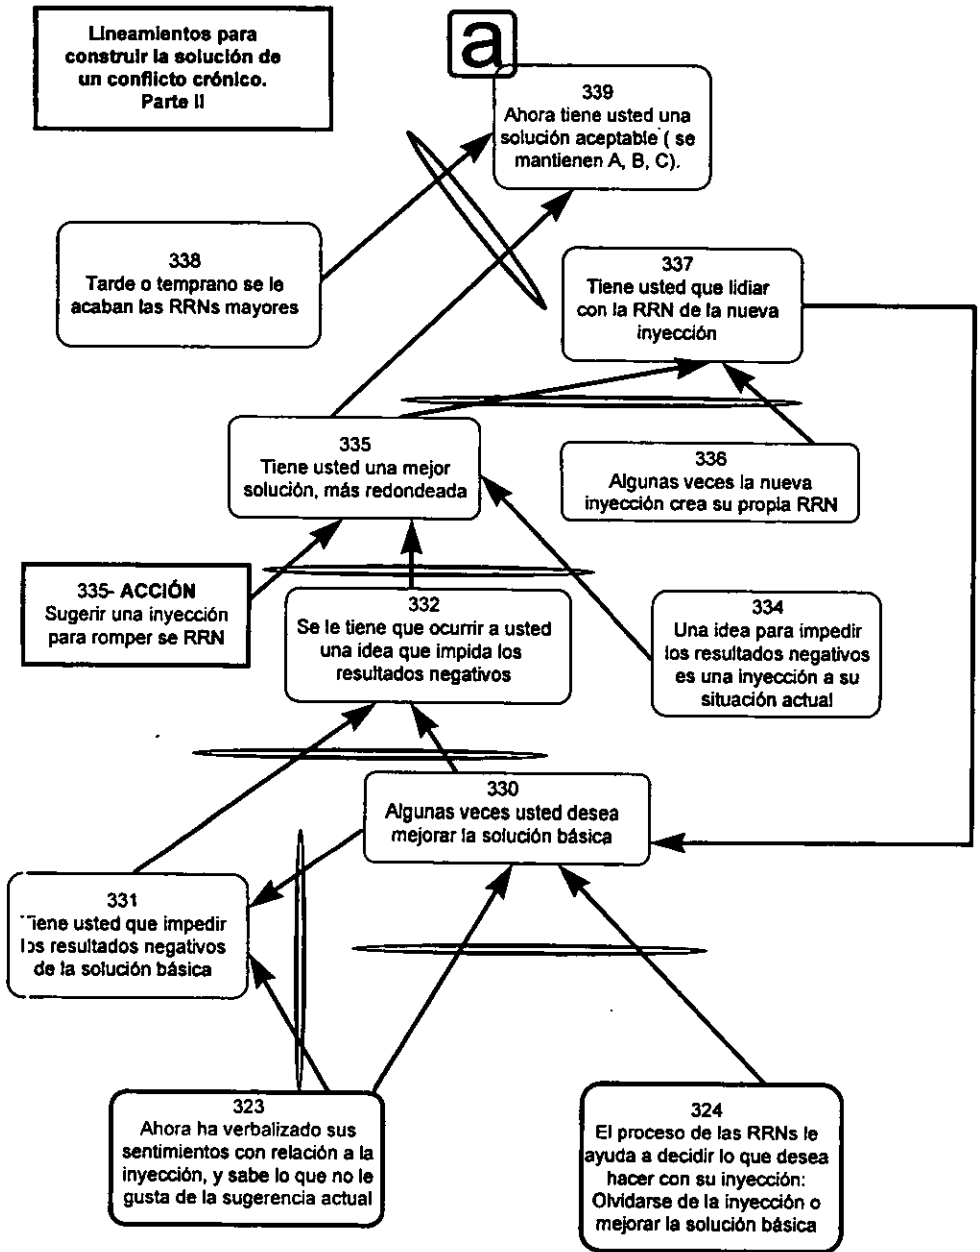 Lineamientos para
construir la solución de
un conflicto crónico.
Parte II
a
339
Ahora tiene usted una
solución aceptable ( se
mantienen A, B, C).
338
Tarde o temprano se le
acaban las RRNs mayores
337
Tiene usted que lidiar
con la RRN de la nueva
inyección
335
Tiene usted una mejor
solución, más redondeada
336
Algunas veces la nueva
inyección crea su propia RRN
335- ACCIÓN
Sugerir una inyección
para romper se RRN
332
Se le tiene que ocurrir a usted
una idea que impida los
resultados negativos
334
Una idea para impedir
los resultados negativos
es una inyección a su
situación actual
330
Algunas veces usted desea
mejorar la solución básica
331
Tiene usted que impedir
los resultados negativos
de la solución básica
323
Ahora ha verbalizado sus
sentimientos con relación a la
inyección, y sabe lo que no le
gusta de la sugerencia actual
324
El proceso de las RRNs le
ayuda a decidir lo que desea
hacer con su inyección:
Olvidarse de la inyección o
mejorar la solución básica